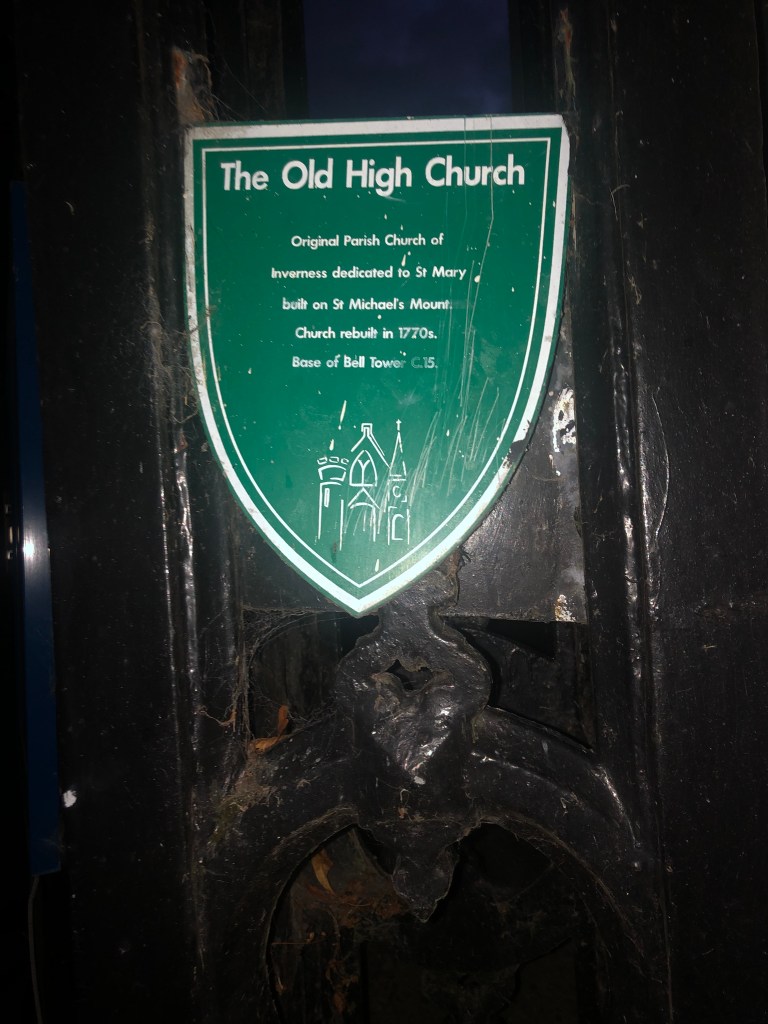 The Old High Church
Original Parish Church of
Inverness dedicated to St Mary
built on St Michael's Mount.
Church rebuilt in 1770s.
Base of Bell Tower C.15.